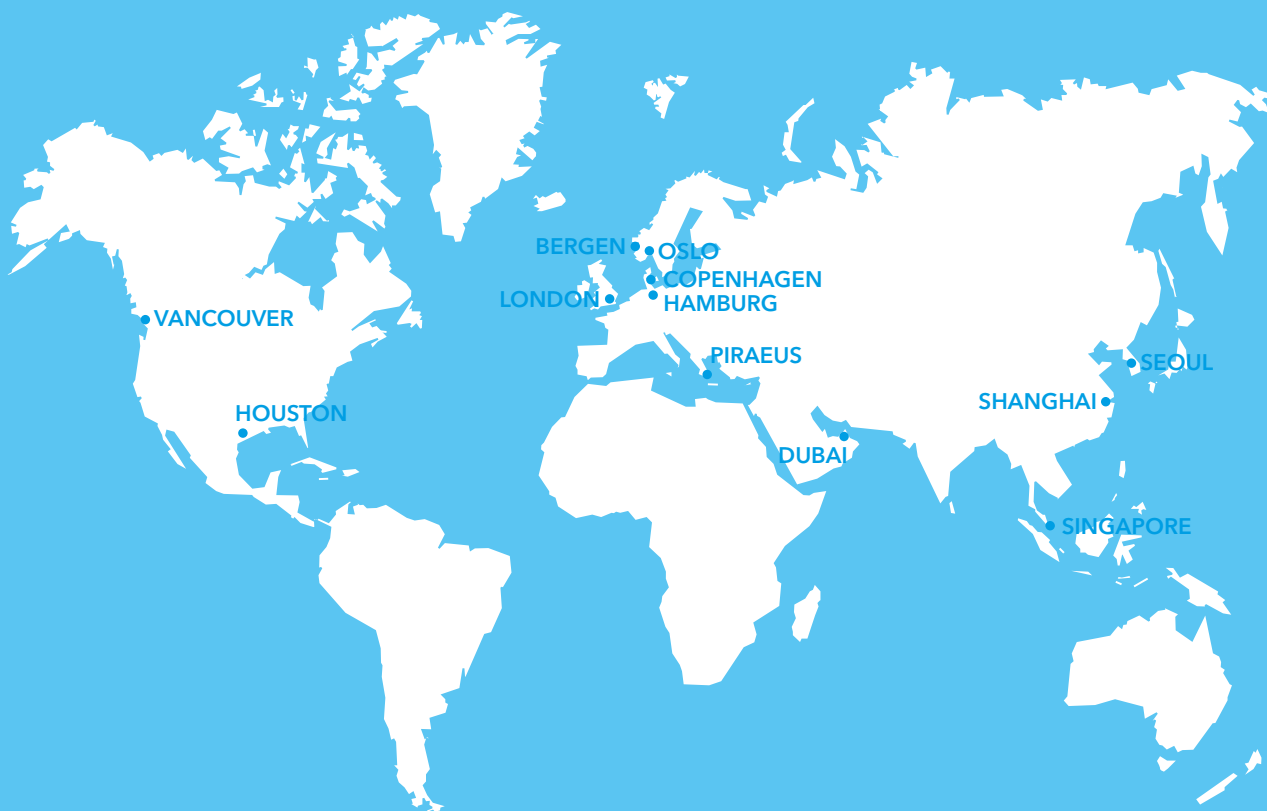 BERGEN
OSLO
COPENHAGEN
LONDON
HAMBURG
VANCOUVER
PIRAEUS
SEOUL
SHANGHAI
HOUSTON
DUBAI
SINGAPORE